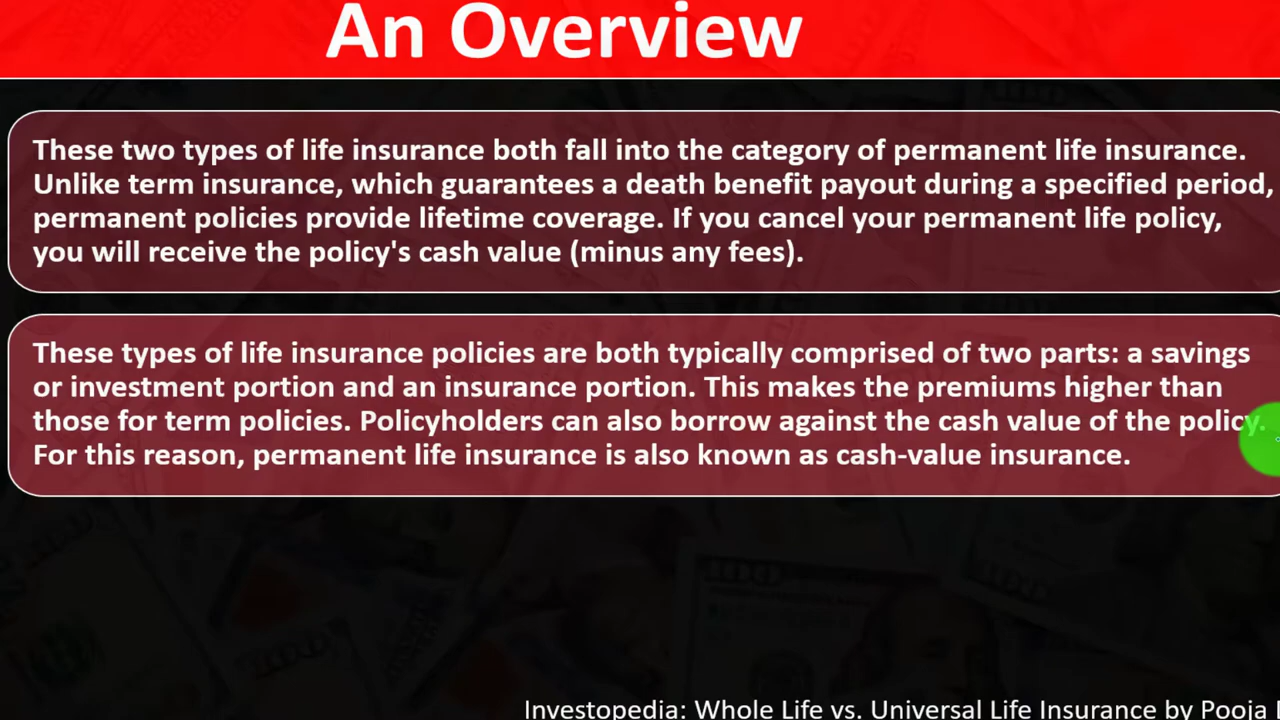 An Overview
These two types of life insurance both fall into the category of permanent life insurance.
Unlike term insurance, which guarantees a death benefit payout during a specified period,
permanent policies provide lifetime coverage. If you cancel your permanent life policy,
you will receive the policy's cash value (minus any fees).
These types of life insurance policies are both typically comprised of two parts: a savings
or investment portion and an insurance portion. This makes the premiums higher than
those for term policies. Policyholders can also borrow against the cash value of the policy.
For this reason, permanent life insurance is also known as cash-value insurance.
Investopedia: Whole Life vs. Universal Life Insurance by Pooja